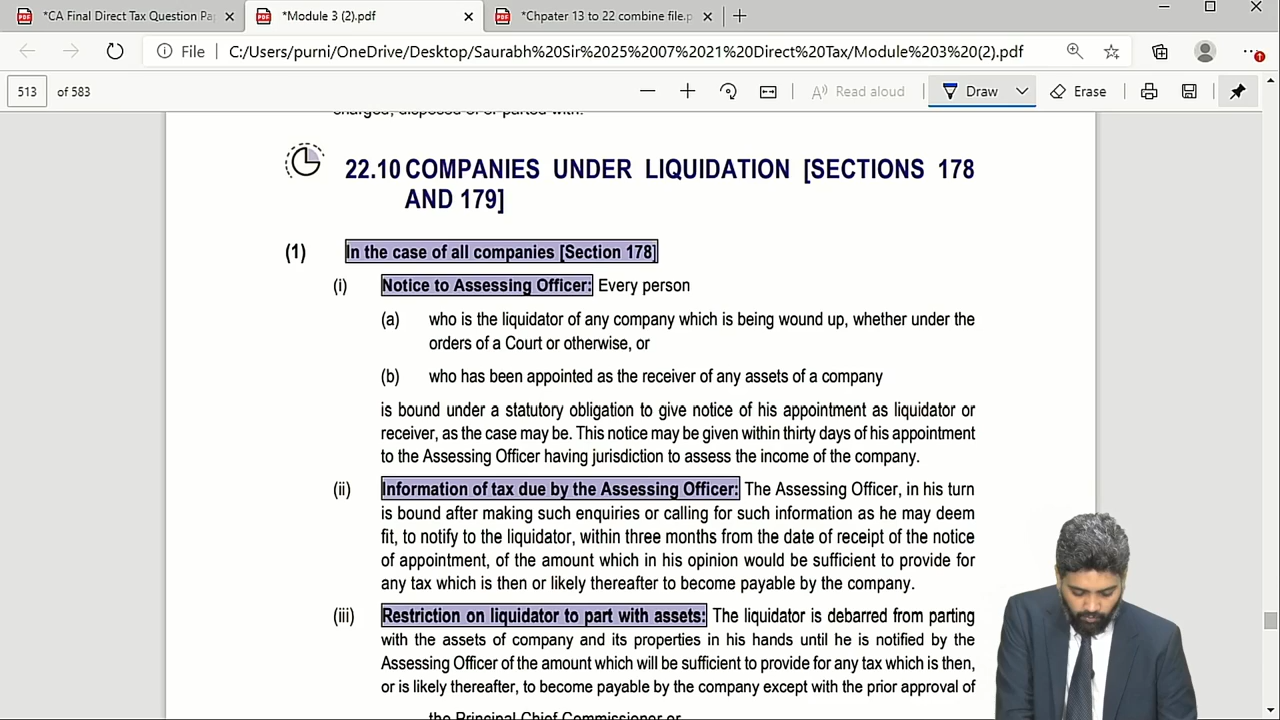 *CA Final Direct Tax Question Pa
*Module 3 (2).pdf
*Chpater 13 to 22 combine file.p
File
C:/Users/purni/OneDrive/Desktop/Saurabh%20Sir%2025%2007%2021%20Direct%20Tax/Module%203%20(2).pdf
513 of 583
Read aloud
Draw
Erase
charged, disposed of or parted with.
22.10 COMPANIES UNDER LIQUIDATION [SECTIONS 178
AND 179]
(1) In the case of all companies [Section 178]
(i) Notice to Assessing Officer: Every person
(a) who is the liquidator of any company which is being wound up, whether under the
orders of a Court or otherwise, or
(b) who has been appointed as the receiver of any assets of a company
is bound under a statutory obligation to give notice of his appointment as liquidator or
receiver, as the case may be. This notice may be given within thirty days of his appointment
to the Assessing Officer having jurisdiction to assess the income of the company.
(ii) Information of tax due by the Assessing Officer: The Assessing Officer, in his turn
is bound after making such enquiries or calling for such information as he may deem
fit, to notify to the liquidator, within three months from the date of receipt of the notice
of appointment, of the amount which in his opinion would be sufficient to provide for
any tax which is then or likely thereafter to become payable by the company.
(iii) Restriction on liquidator to part with assets: The liquidator is debarred from parting
with the assets of company and its properties in his hands until he is notified by the
Assessing Officer of the amount which will be sufficient to provide for any tax which is then,
or is likely thereafter, to become payable by the company except with the prior approval of
the Principal Chief Commissioner or